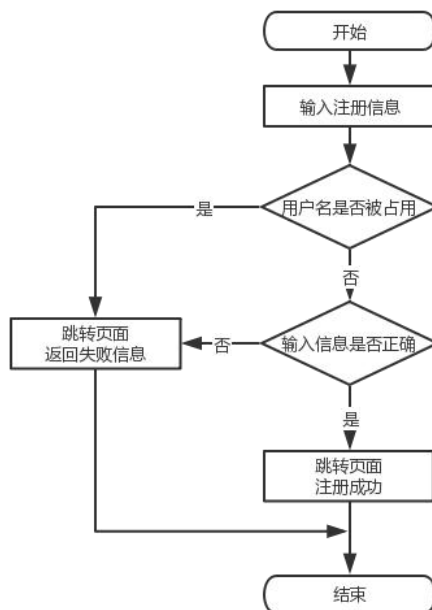 开始
输入注册信息
用户名是否被占用
是
否
跳转页面
返回失败信息
否
输入信息是否正确
是
跳转页面
注册成功
结束